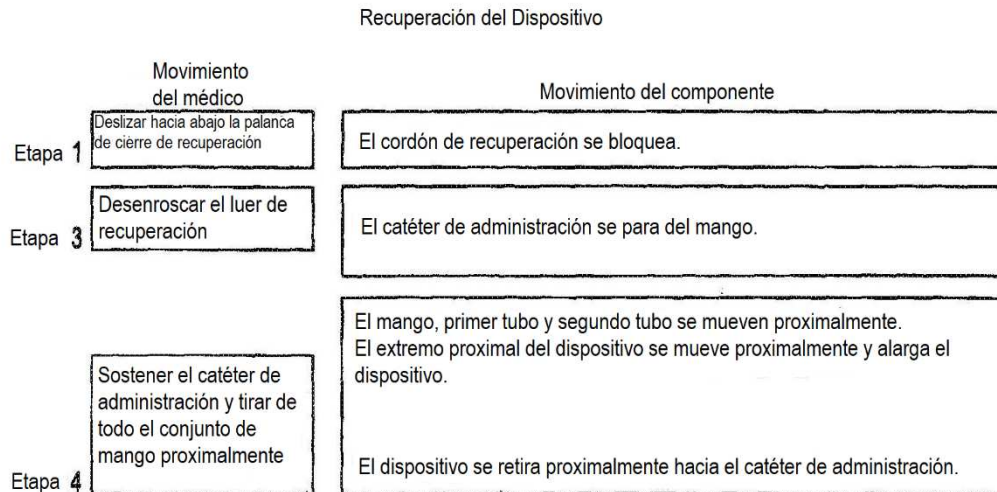 Recuperación del Dispositivo
Movimiento
del médico
Movimiento del componente
Etapa 1
Deslizar hacia abajo la palanca
de cierre de recuperación
El cordón de recuperación se bloquea.
Etapa 3
Desenroscar el luer de
recuperación
El catéter de administración se para del mango.
Etapa 4
Sostener el catéter de
administración y tirar de
todo el conjunto de
mango proximalmente
El mango, primer tubo y segundo tubo se mueven proximalmente.
El extremo proximal del dispositivo se mueve proximalmente y alarga el
dispositivo.
El dispositivo se retira proximalmente hacia el catéter de administración.